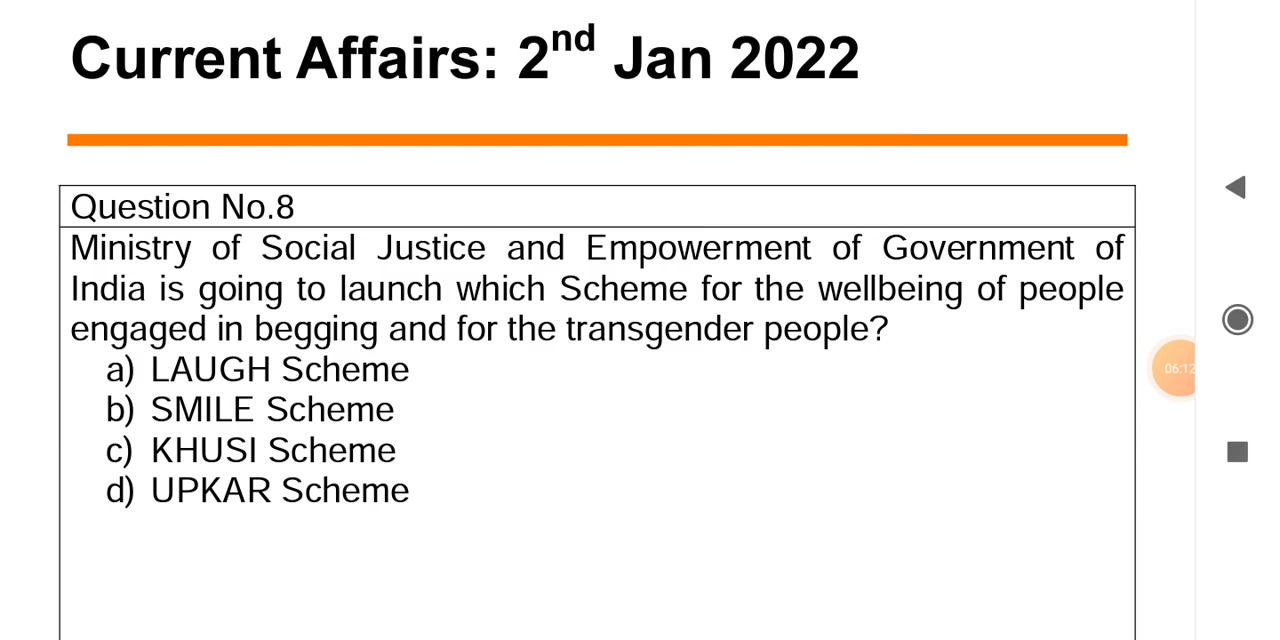 Current Affairs: 2nd Jan 2022
Question No.8
Ministry of Social Justice and Empowerment of Government of
India is going to launch which Scheme for the wellbeing of people
engaged in begging and for the transgender people?
a) LAUGH Scheme
b) SMILE Scheme
c) KHUSI Scheme
d) UPKAR Scheme
06:12